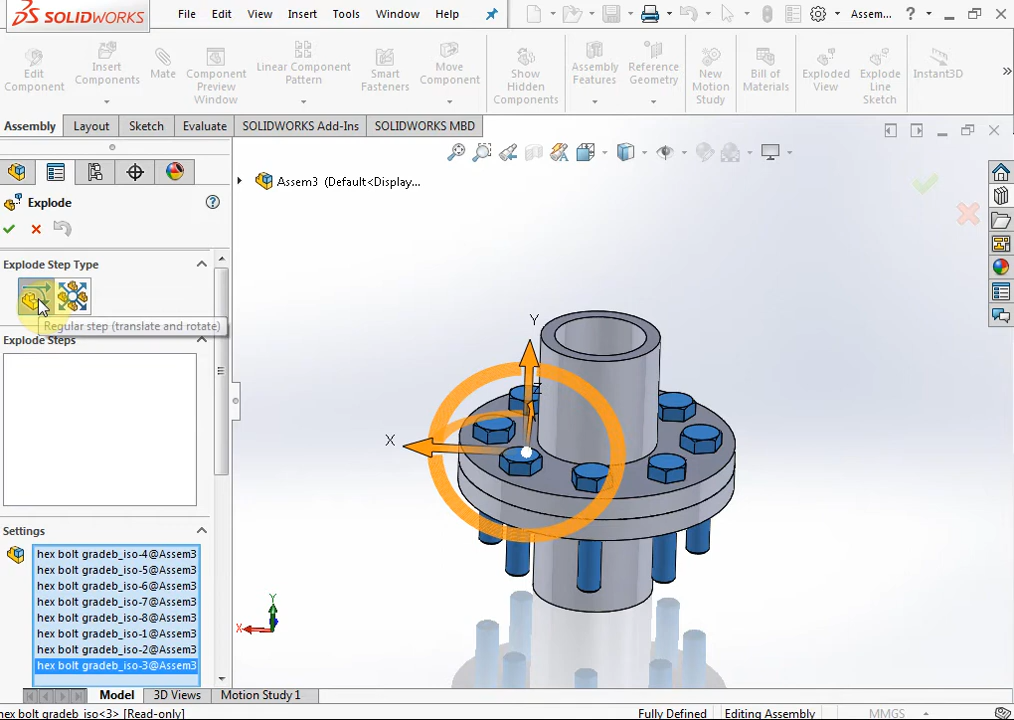 SOLIDWORKS File Edit View Insert Tools Window Help Assem... ?
Edit Component
Insert Components
Mate
Component Preview Window
Linear Component Pattern
Smart Fasteners
Move Component
Show Hidden Components
Assembly Features
Reference Geometry
New Motion Study
Bill of Materials
Exploded View
Explode Line Sketch
Instant3D
»
Assembly Layout Sketch Evaluate SOLIDWORKS Add-Ins SOLIDWORKS MBD
Assem3 (Default<Display...
Explode ?
Explode Step Type
Regular step (translate and rotate)
Explode Steps
Y
Z
X
Settings
hex bolt gradeb_iso-4@Assem3
hex bolt gradeb_iso-5@Assem3
hex bolt gradeb_iso-6@Assem3
hex bolt gradeb_iso-7@Assem3
hex bolt gradeb_iso-8@Assem3
hex bolt gradeb_iso-1@Assem3
hex bolt gradeb_iso-2@Assem3
hex bolt gradeb_iso-3@Assem3
Y
X
Model 3D Views Motion Study 1
hex bolt gradeb_iso<3> [Read-only] Fully Defined Editing Assembly MMGS